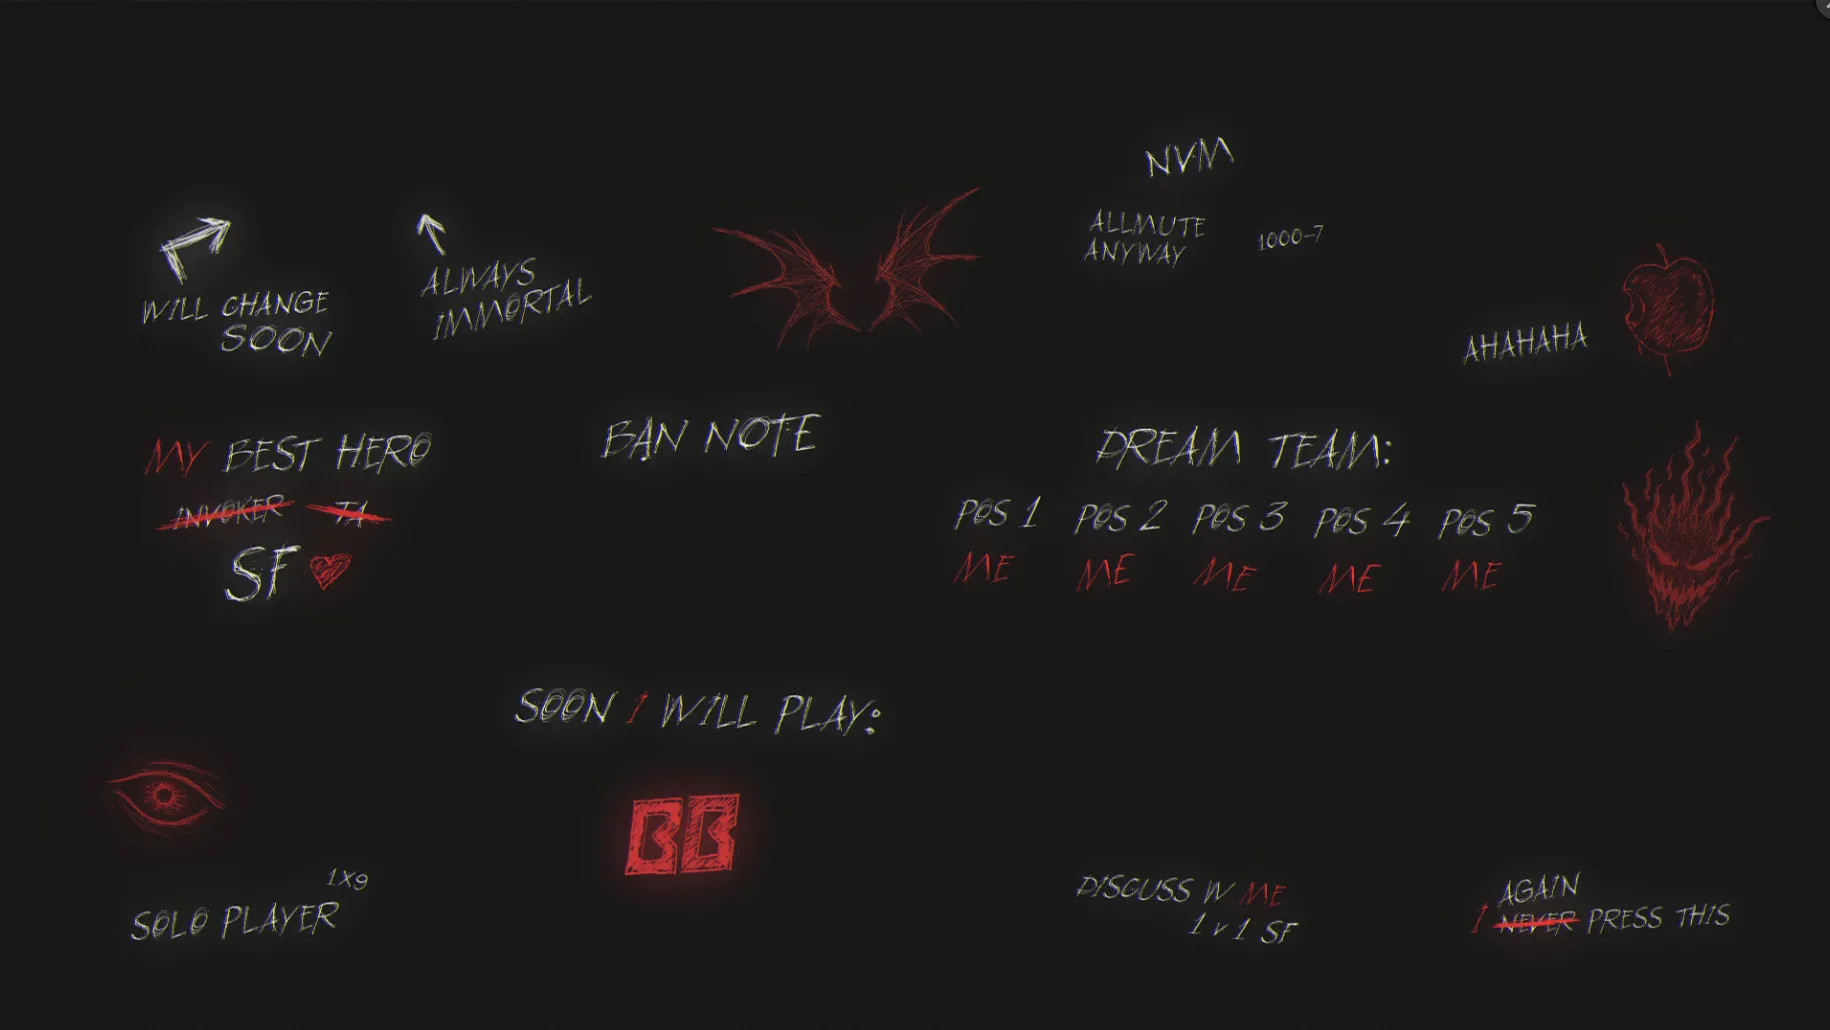 NVM
ALLMUTE
ANYWAY
1000-7
WILL CHANGE
SOON
ALWAYS
IMMORTAL
AHAHAHA
MY BEST HERO
INVOKER TA
SF
BAN NOTE
DREAM TEAM:
POS 1 POS 2 POS 3 POS 4 POS 5
ME ME ME ME ME
SOON I WILL PLAY:
BB
1X9
SOLO PLAYER
DISCUSS W ME
1 V 1 SF
AGAIN
I NEVER PRESS THIS